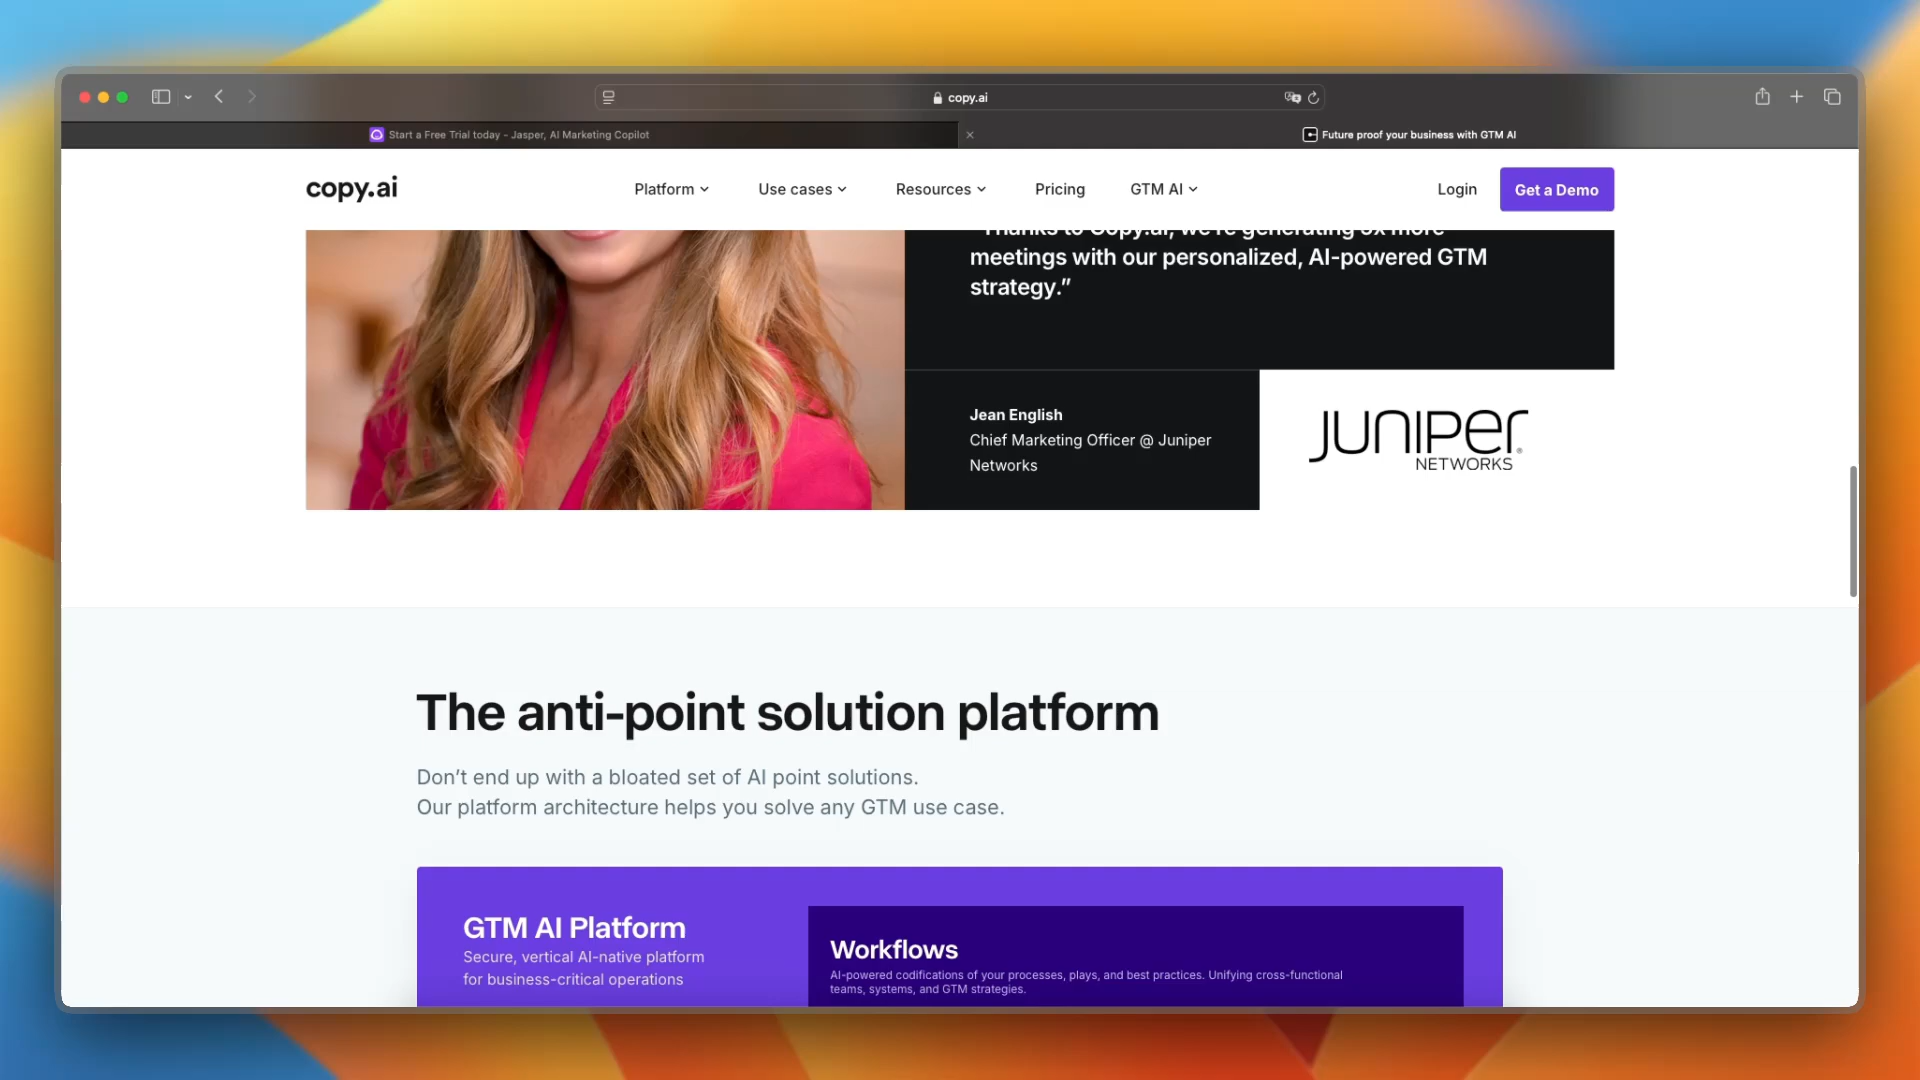 copy.ai
Start a Free Trial today - Jasper, AI Marketing Copilot
Future proof your business with GTM AI
copy.ai
Platform
Use cases
Resources
Pricing
GTM AI
Login
Get a Demo
"Thanks to Copy.ai, we're generating 5x more
meetings with our personalized, AI-powered GTM
strategy.”
Jean English
Chief Marketing Officer @ Juniper
Networks
JUNIPEr
NETWORKS
The anti-point solution platform
Don’t end up with a bloated set of AI point solutions.
Our platform architecture helps you solve any GTM use case.
GTM AI Platform
Secure, vertical AI-native platform
for business-critical operations
Workflows
AI-powered codifications of your processes, plays, and best practices. Unifying cross-functional
teams, systems, and GTM strategies.